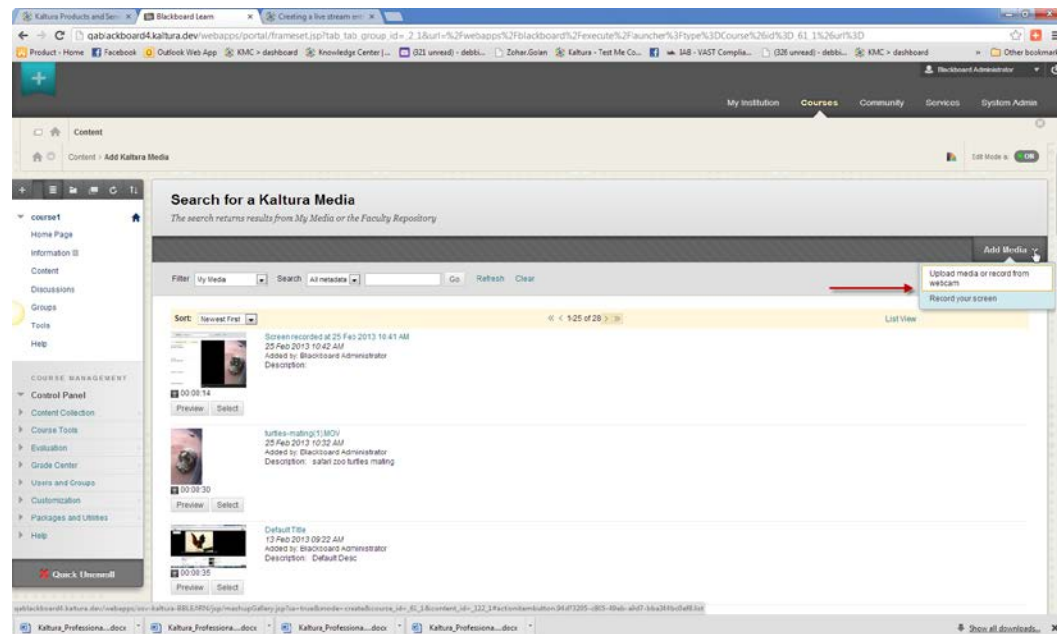 Kaltura Products and Serv
Blackboard Learn
Creating a live stream ent
qablackboard4.kaltura.dev/webapps/portal/frameset.jsp?tab_tab_group_id=_2_1&url=%2Fwebapps%2Fblackboard%2Fexecute%2Flauncher%3Ftype%3DCourse%26id%3D_61_1%26url%3D
Product - Home
Facebook
Outlook Web App
KMC > dashboard
Knowledge Center |...
(321 unread) - debbi...
Zohar.Golan
Kaltura - Test Me Co...
IAB - VAST Complia...
(326 unread) - debbi...
KMC > dashboard
Other bookmark
Blackboard Administrator
My Institution Courses Community Services System Admin
Content
Content > Add Kaltura Media
Edit Mode is: ON
course1
Home Page
Information
Content
Discussions
Groups
Tools
Help
COURSE MANAGEMENT
Control Panel
Content Collection
Course Tools
Evaluation
Grade Center
Users and Groups
Customization
Packages and Utilities
Help
Quick Unenroll
Search for a Kaltura Media
The search returns results from My Media or the Faculty Repository
Add Media
Upload media or record from webcam
Record your screen
Filter My Media Search All metadata Go Refresh Clear
Sort: Newest First << < 1-25 of 28 > >> List View
Screen recorded at 25 Feb 2013 10:41 AM
25 Feb 2013 10:42 AM
Added by: Blackboard Administrator
Description:
00:08:14
Preview Select
turtles-mating(1).MOV
25 Feb 2013 10:32 AM
Added by: Blackboard Administrator
Description: safari zoo turtles mating
00:08:30
Preview Select
Default Title
13 Feb 2013 09:22 AM
Added by: Blackboard Administrator
Description: Default Desc
00:08:35
Preview Select
Kaltura_Professiona....docx
Kaltura_Professiona....docx
Kaltura_Professiona....docx
Kaltura_Professiona....docx
Show all downloads...